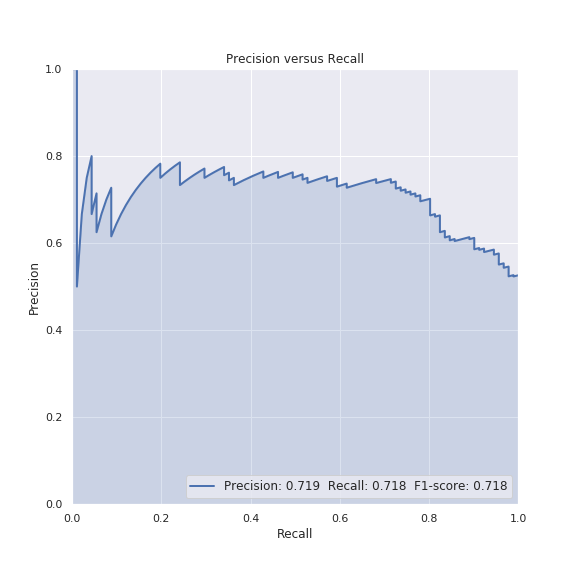 Precision versus Recall
1.0
0.8
0.6
0.4
0.2
0.0
Precision
Precision: 0.719 Recall: 0.718 F1-score: 0.718
0.0 0.2 0.4 0.6 0.8 1.0
Recall